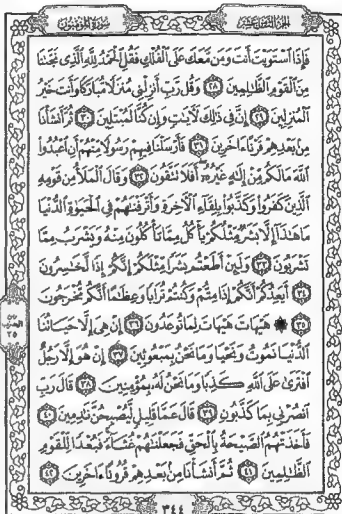 الجزء الثامن عشر
سورة المؤمنون
فَإِذَا ٱسْتَوَيْتَ أَنتَ وَمَن مَّعَكَ عَلَى ٱلْفُلْكِ فَقُلِ ٱلْحَمْدُ لِلَّهِ ٱلَّذِى نَجَّىٰنَا
مِنَ ٱلْقَوْمِ ٱلظَّٰلِمِينَ ٢٨ وَقُل رَّبِّ أَنزِلْنِى مُنزَلًا مُّبَارَكًا وَأَنتَ خَيْرُ
ٱلْمُنزِلِينَ ٢٩ إِنَّ فِى ذَٰلِكَ لَءَايَٰتٍ وَإِن كُنَّا لَمُبْتَلِينَ ٣٠ ثُمَّ أَنشَأْنَا
مِنۢ بَعْدِهِمْ قَرْنًا ءَاخَرِينَ ٣١ فَأَرْسَلْنَا فِيهِمْ رَسُولًا مِّنْهُمْ أَنِ ٱعْبُدُوا۟
ٱللَّهَ مَا لَكُم مِّنْ إِلَٰهٍ غَيْرُهُۥٓ أَفَلَا تَتَّقُونَ ٣٢ وَقَالَ ٱلْمَلَأُ مِن قَوْمِهِ
ٱلَّذِينَ كَفَرُوا۟ وَكَذَّبُوا۟ بِلِقَآءِ ٱلْءَاخِرَةِ وَأَتْرَفْنَٰهُمْ فِى ٱلْحَيَوٰةِ ٱلدُّنْيَا
مَا هَٰذَآ إِلَّا بَشَرٌ مِّثْلُكُمْ يَأْكُلُ مِمَّا تَأْكُلُونَ مِنْهُ وَيَشْرَبُ مِمَّا
تَشْرَبُونَ ٣٣ وَلَئِنْ أَطَعْتُم بَشَرًا مِّثْلَكُمْ إِنَّكُمْ إِذًا لَّخَٰسِرُونَ
٣٤ أَيَعِدُكُمْ أَنَّكُمْ إِذَا مِتُّمْ وَكُنتُمْ تُرَابًا وَعِظَٰمًا أَنَّكُم مُّخْرَجُونَ
٣٥ ۞ هَيْهَاتَ هَيْهَاتَ لِمَا تُوعَدُونَ ٣٦ إِنْ هِىَ إِلَّا حَيَاتُنَا
ٱلدُّنْيَا نَمُوتُ وَنَحْيَا وَمَا نَحْنُ بِمَبْعُوثِينَ ٣٧ إِنْ هُوَ إِلَّا رَجُلٌ
ٱفْتَرَىٰ عَلَى ٱللَّهِ كَذِبًا وَمَا نَحْنُ لَهُۥ بِمُؤْمِنِينَ ٣٨ قَالَ رَبِّ
ٱنصُرْنِى بِمَا كَذَّبُونِ ٣٩ قَالَ عَمَّا قَلِيلٍ لَّيُصْبِحُنَّ نَٰدِمِينَ ٤٠
فَأَخَذَتْهُمُ ٱلصَّيْحَةُ بِٱلْحَقِّ فَجَعَلْنَٰهُمْ غُثَآءً فَبُعْدًا لِّلْقَوْمِ
ٱلظَّٰلِمِينَ ٤١ ثُمَّ أَنشَأْنَا مِنۢ بَعْدِهِمْ قُرُونًا ءَاخَرِينَ ٤٢
٣٤٤